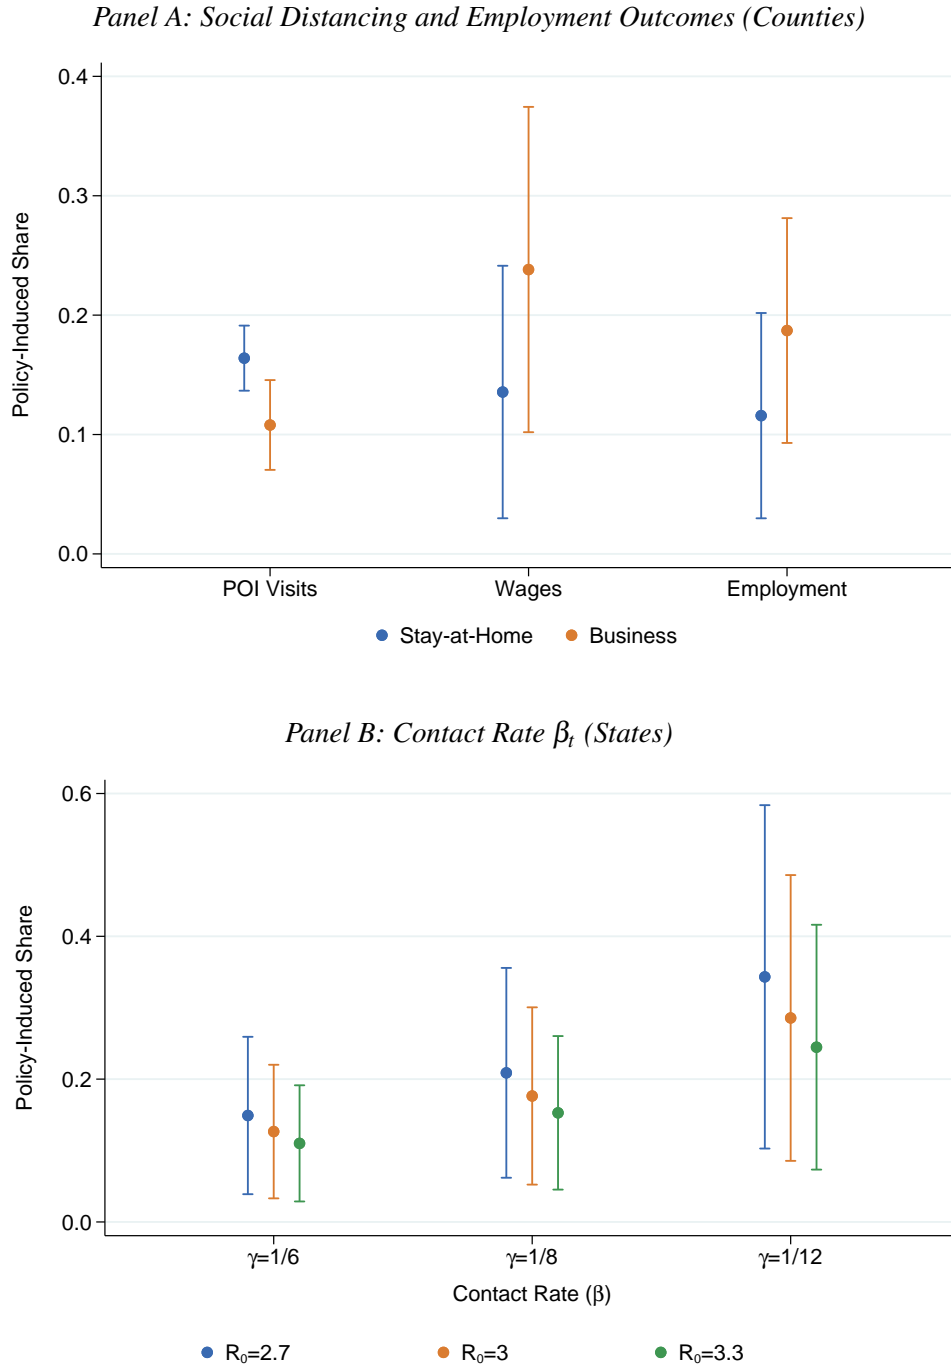 Panel A: Social Distancing and Employment Outcomes (Counties)
0.4
0.3
0.2
0.1
0.0
Policy-Induced Share
POI Visits Wages Employment
Stay-at-Home Business
Panel B: Contact Rate βt (States)
0.6
0.4
0.2
0.0
Policy-Induced Share
γ=1/6 γ=1/8 γ=1/12
Contact Rate (β)
R₀=2.7 R₀=3 R₀=3.3